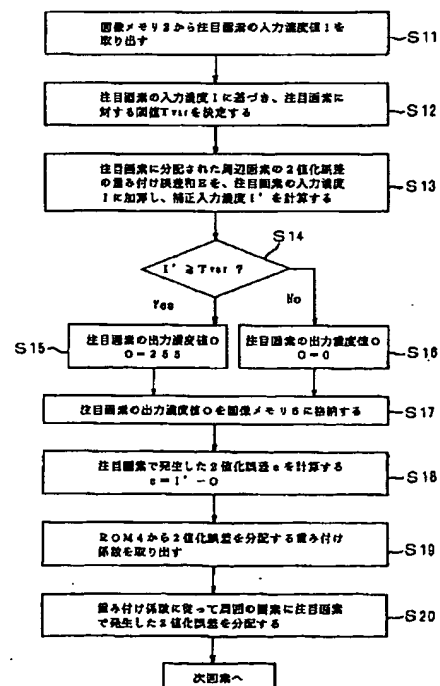 画像メモリ3から注目画素の入力濃度値Iを
取り出す
S11
注目画素の入力濃度Iに基づき、注目画素に
対する閾値Tvarを決定する
S12
注目画素に分配された周辺画素の2値化誤差
の重み付け誤差和Eを、注目画素の入力濃度
Iに加算し、補正入力濃度I'を計算する
S13
S14
I'≧Tvar ?
Yes
No
S15
注目画素の出力濃度値O
O=255
注目画素の出力濃度値O
O=0
S16
注目画素の出力濃度値Oを画像メモリ6に格納する
S17
注目画素で発生した2値化誤差eを計算する
e=I'-O
S18
ROM4から2値化誤差を分配する重み付け
係数を取り出す
S19
重み付け係数に従って周囲の画素に注目画素
で発生した2値化誤差を分配する
S20
次画素へ